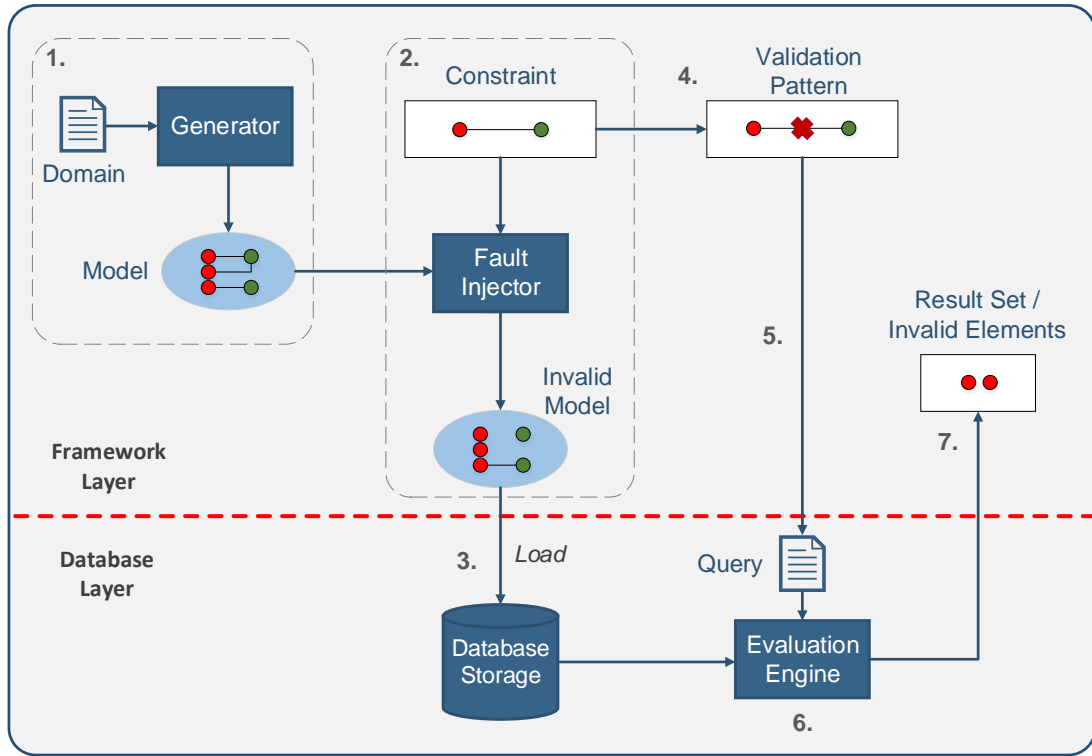 1.
Domain
Generator
Model
2.
Constraint
Fault
Injector
Invalid
Model
4.
Validation
Pattern
5.
Result Set /
Invalid Elements
7.
Framework
Layer
Database
Layer
3.
Load
Database
Storage
Query
Evaluation
Engine
6.